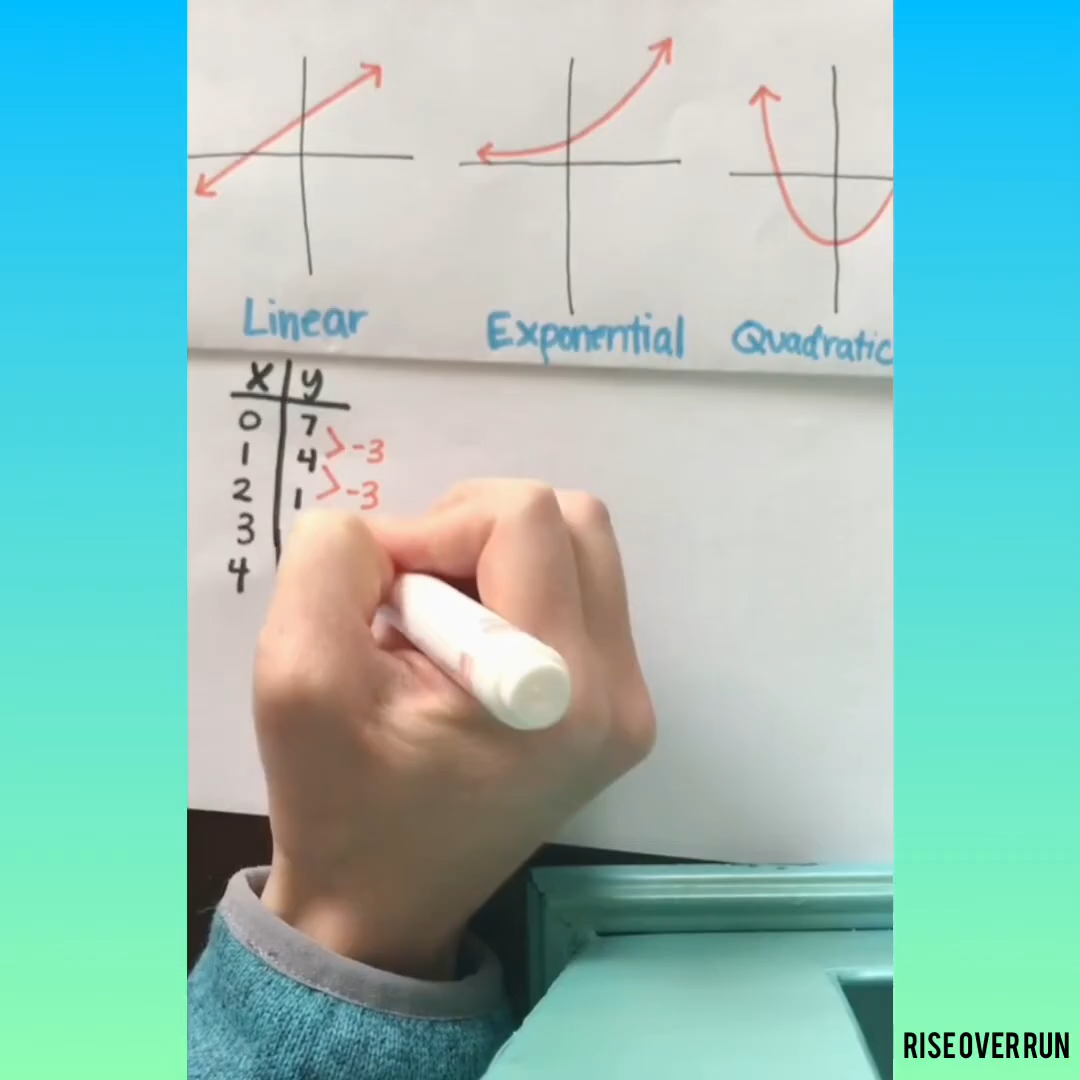 Linear
Exponential
Quadratic
x y
0 7
>-3
1 4
>-3
2 1
3
4
RISE OVER RUN